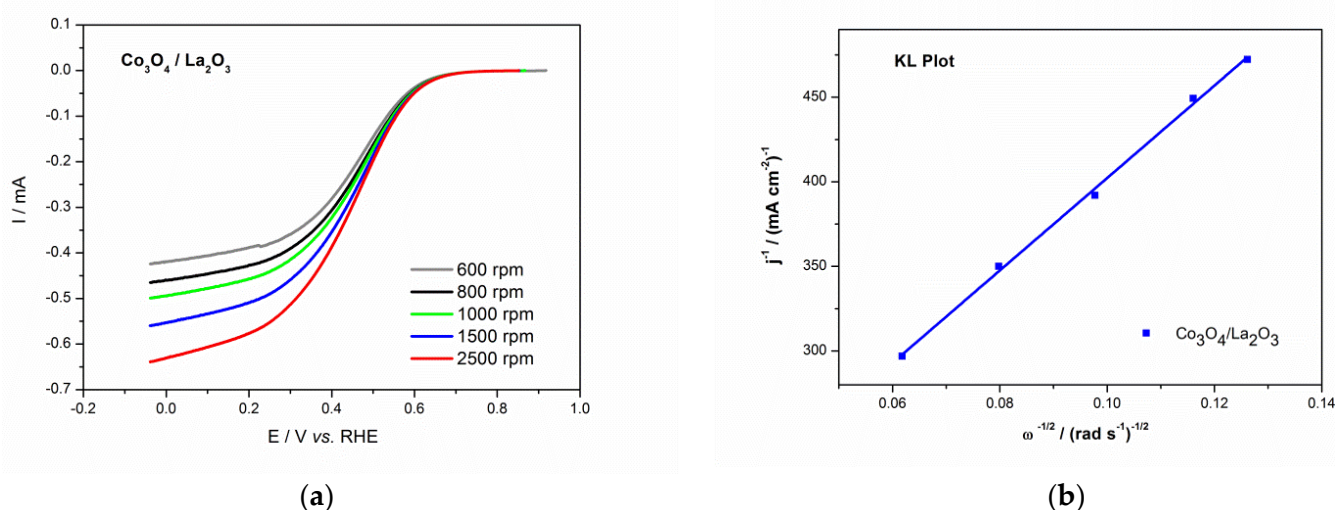 0.1
0.0
-0.1
-0.2
-0.3
-0.4
-0.5
-0.6
-0.7
I / mA
Co₃O₄ / La₂O₃
600 rpm
800 rpm
1000 rpm
1500 rpm
2500 rpm
-0.2 0.0 0.2 0.4 0.6 0.8 1.0
E / V vs. RHE
(a)
KL Plot
450
400
350
300
j⁻¹ / (mA cm⁻²)⁻¹
Co₃O₄/La₂O₃
0.06 0.08 0.10 0.12 0.14
ω ⁻¹/² / (rad s⁻¹)⁻¹/²
(b)